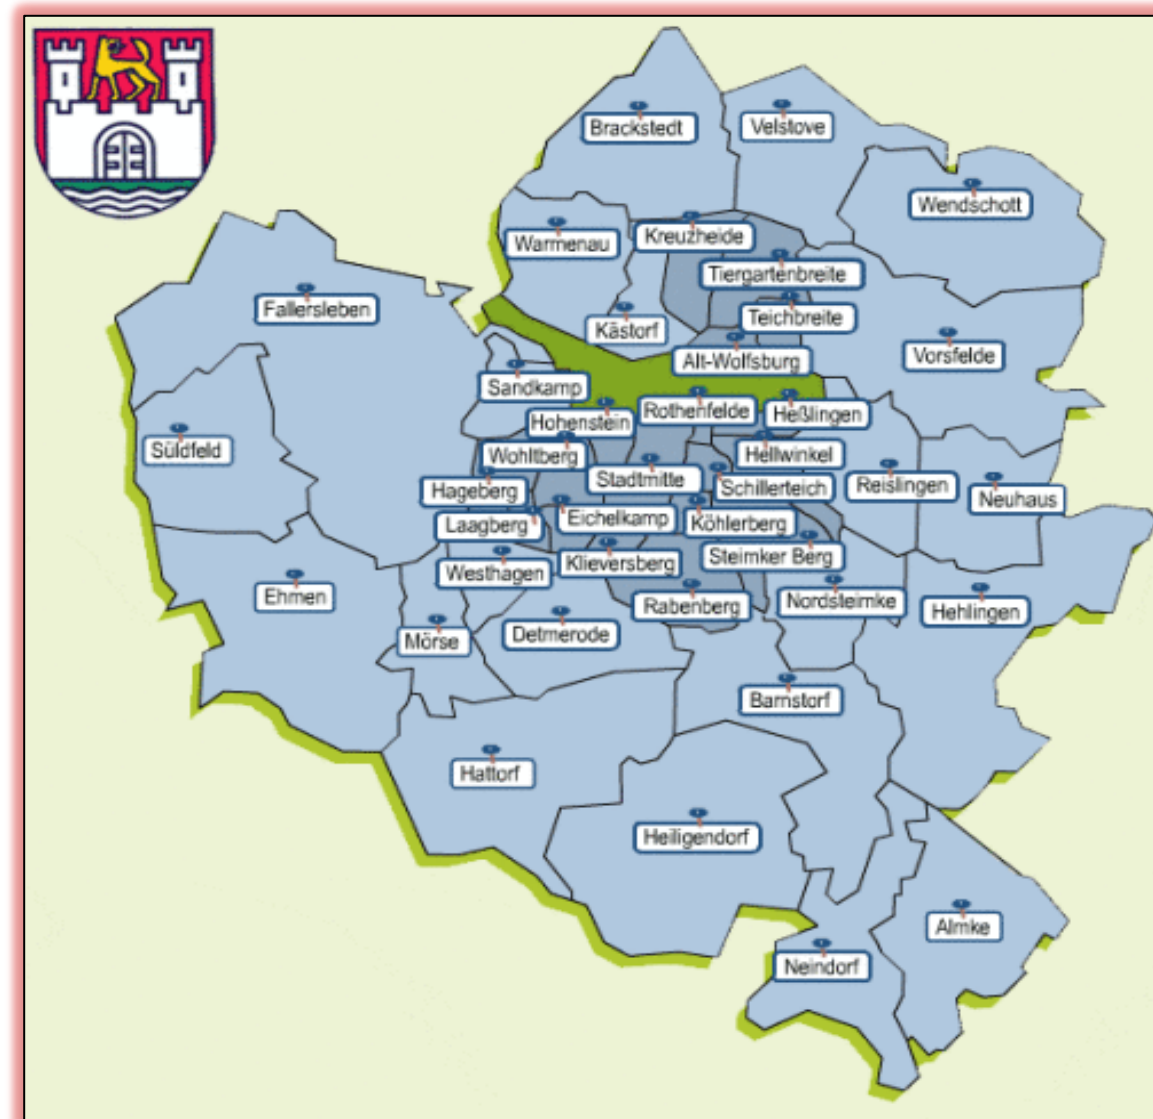 Brackstedt
Velstove
Wendschott
Warmenau
Kreuzheide
Tiergartenbreite
Fallersleben
Teichbreite
Kästorf
Vorsfelde
Alt-Wolfsburg
Sandkamp
Rothenfelde
Heßlingen
Hohenstein
Süldfeld
Wohltberg
Hellwinkel
Stadtmitte
Hageberg
Schillerteich
Reislingen
Neuhaus
Laagberg
Eichelkamp
Köhlerberg
Steimker Berg
Westhagen
Klieversberg
Ehmen
Rabenberg
Nordsteimke
Hehlingen
Mörse
Detmerode
Barnstorf
Hattorf
Heiligendorf
Almke
Neindorf